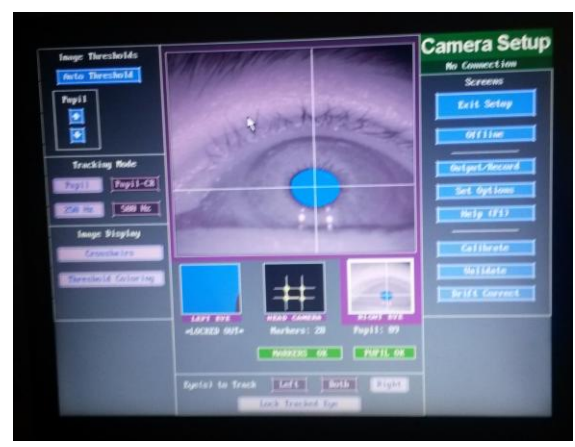 Image Thresholds
Auto Threshold
Pupil
Tracking Mode
Pupil
Pupil-CR
250 Hz
500 Hz
Image Display
Crosshairs
Threshold Coloring
LEFT EYE
*LOCKED OUT*
HEAD CAMERA
Markers: 20
RIGHT EYE
Pupil: 89
MARKERS OK
PUPIL OK
Eye(s) to Track
Left
Both
Right
Lock Tracked Eye
Camera Setup
No Connection
Screens
Exit Setup
Offline
Output/Record
Set Options
Help (F1)
Calibrate
Validate
Drift Correct